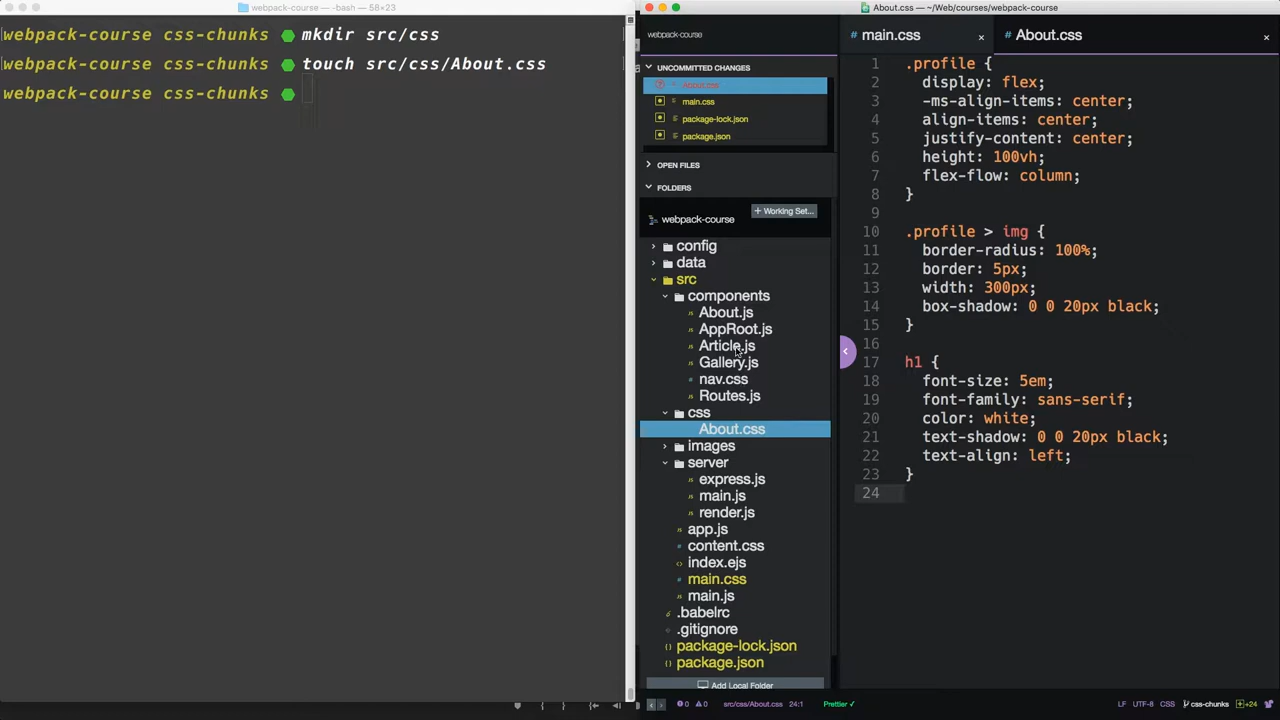 webpack-course — -bash — 58×23
webpack-course css-chunks mkdir src/css
webpack-course css-chunks touch src/css/About.css
webpack-course css-chunks
About.css — ~/Web/courses/webpack-course
webpack-course
UNCOMMITTED CHANGES
About.css
main.css
package-lock.json
package.json
OPEN FILES
FOLDERS
webpack-course
+ Working Set...
config
data
src
components
About.js
AppRoot.js
Article.js
Gallery.js
nav.css
Routes.js
css
About.css
images
server
express.js
main.js
render.js
app.js
content.css
index.ejs
main.css
main.js
.babelrc
.gitignore
package-lock.json
package.json
Add Local Folder
# main.css × # About.css ×
1 .profile {
2 display: flex;
3 -ms-align-items: center;
4 align-items: center;
5 justify-content: center;
6 height: 100vh;
7 flex-flow: column;
8 }
9
10 .profile > img {
11 border-radius: 100%;
12 border: 5px;
13 width: 300px;
14 box-shadow: 0 0 20px black;
15 }
16
17 h1 {
18 font-size: 5em;
19 font-family: sans-serif;
20 color: white;
21 text-shadow: 0 0 20px black;
22 text-align: left;
23 }
24
0 0 src/css/About.css 24:1 Prettier ✓ LF UTF-8 CSS css-chunks +24